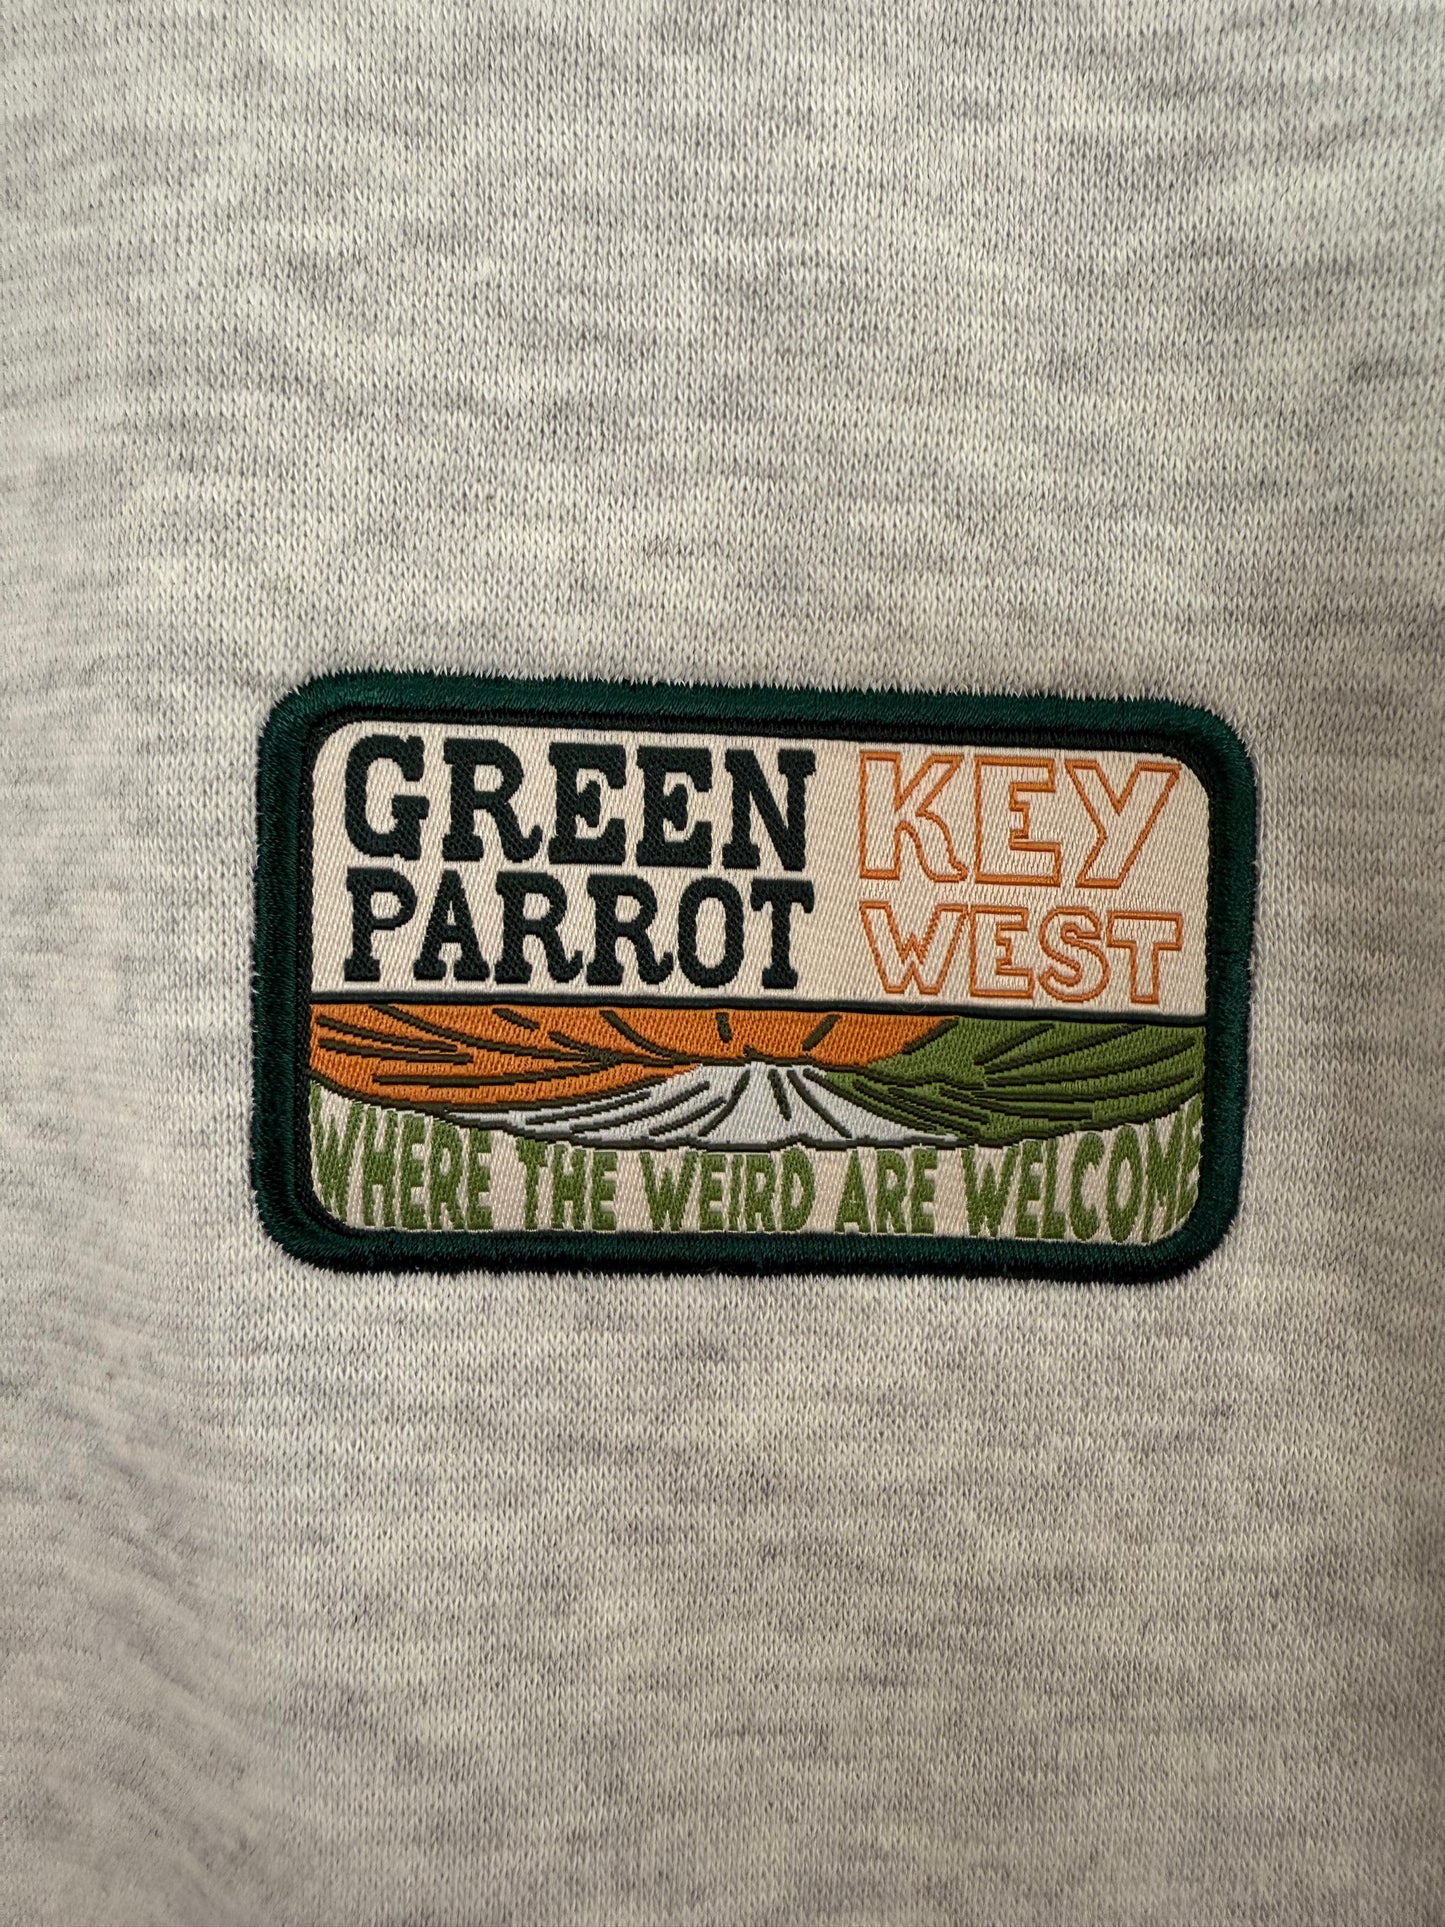 GREEN
PARROT
KEY
WEST
WHERE THE WEIRD ARE WELCOME